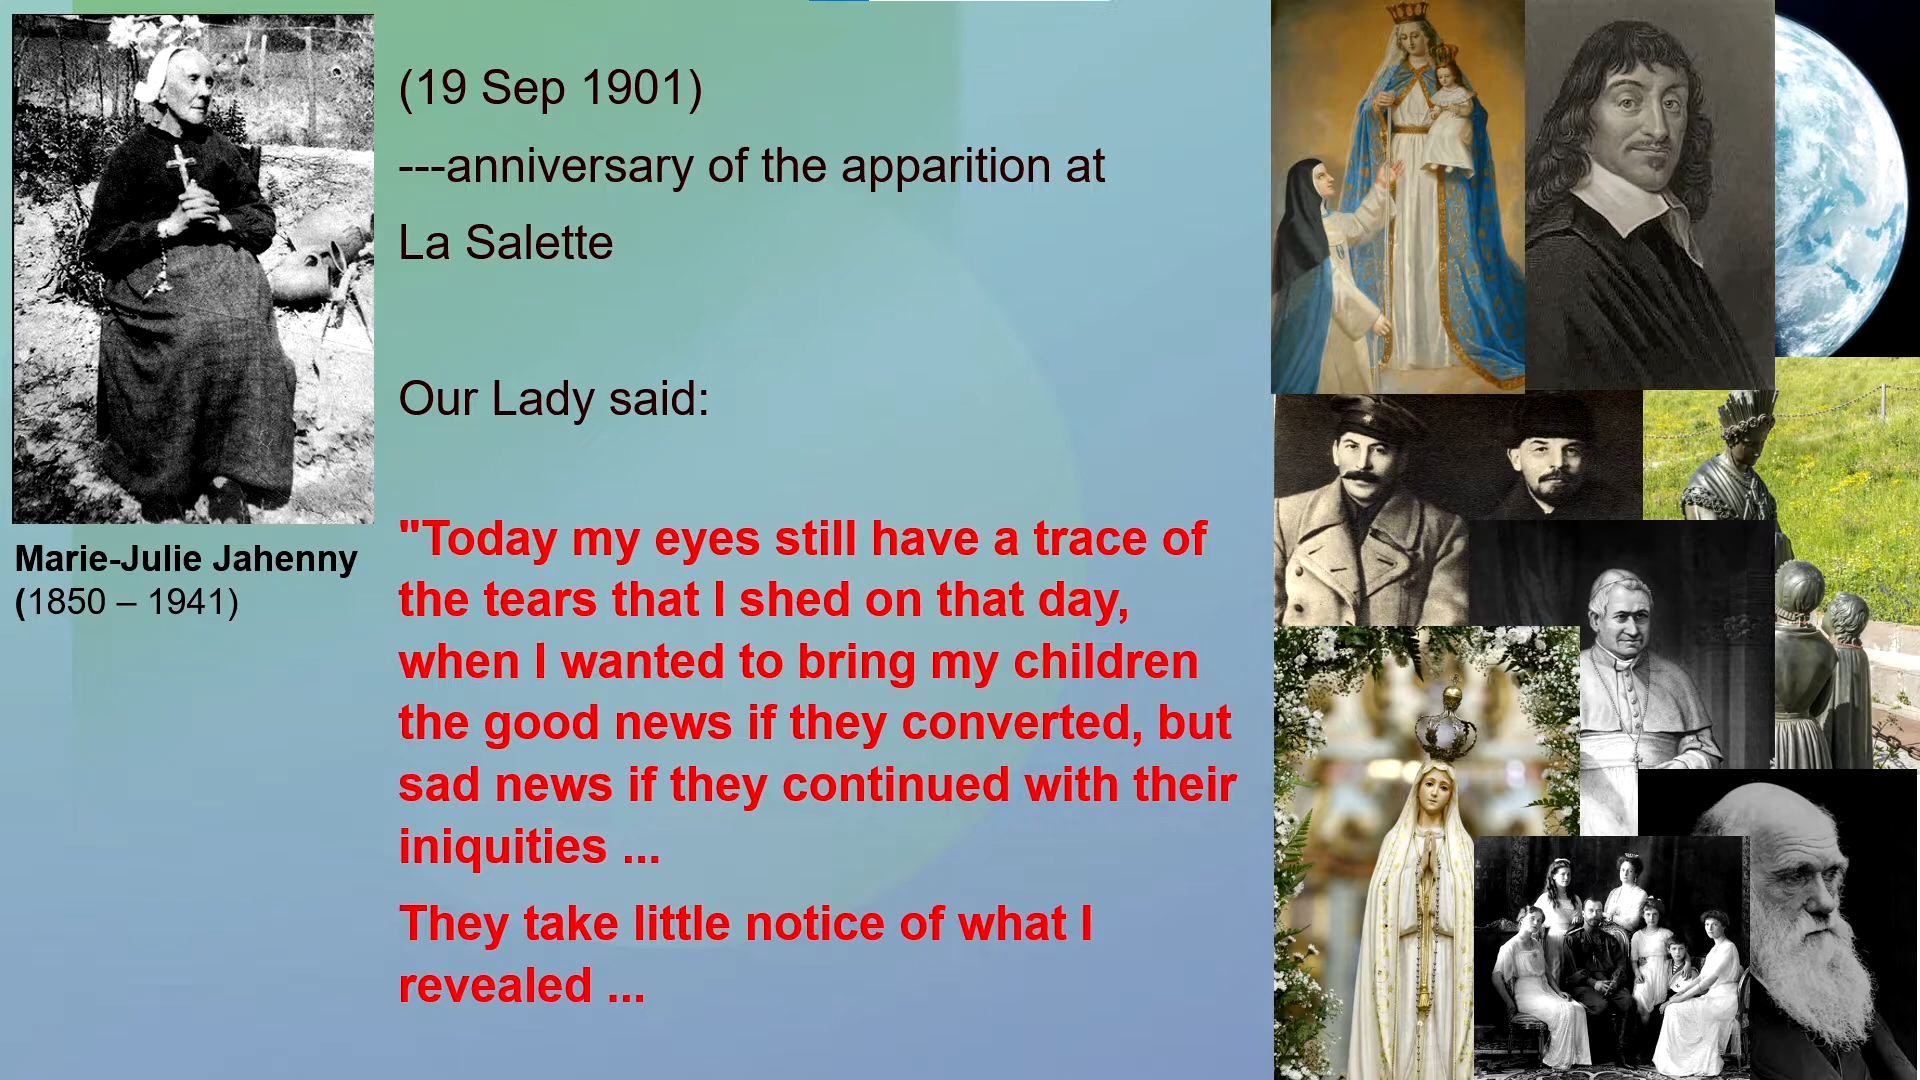 (19 Sep 1901)
---anniversary of the apparition at
La Salette
Our Lady said:
"Today my eyes still have a trace of
the tears that I shed on that day,
when I wanted to bring my children
the good news if they converted, but
sad news if they continued with their
iniquities ...
They take little notice of what I
revealed ...
Marie-Julie Jahenny
(1850 – 1941)